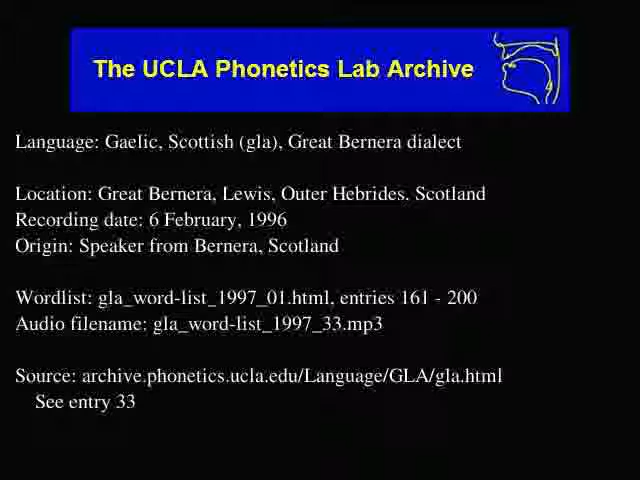 The UCLA Phonetics Lab Archive
Language: Gaelic, Scottish (gla), Great Bernera dialect
Location: Great Bernera, Lewis, Outer Hebrides. Scotland
Recording date: 6 February, 1996
Origin: Speaker from Bernera, Scotland
Wordlist: gla_word-list_1997_01.html, entries 161 - 200
Audio filename: gla_word-list_1997_33.mp3
Source: archive.phonetics.ucla.edu/Language/GLA/gla.html
See entry 33